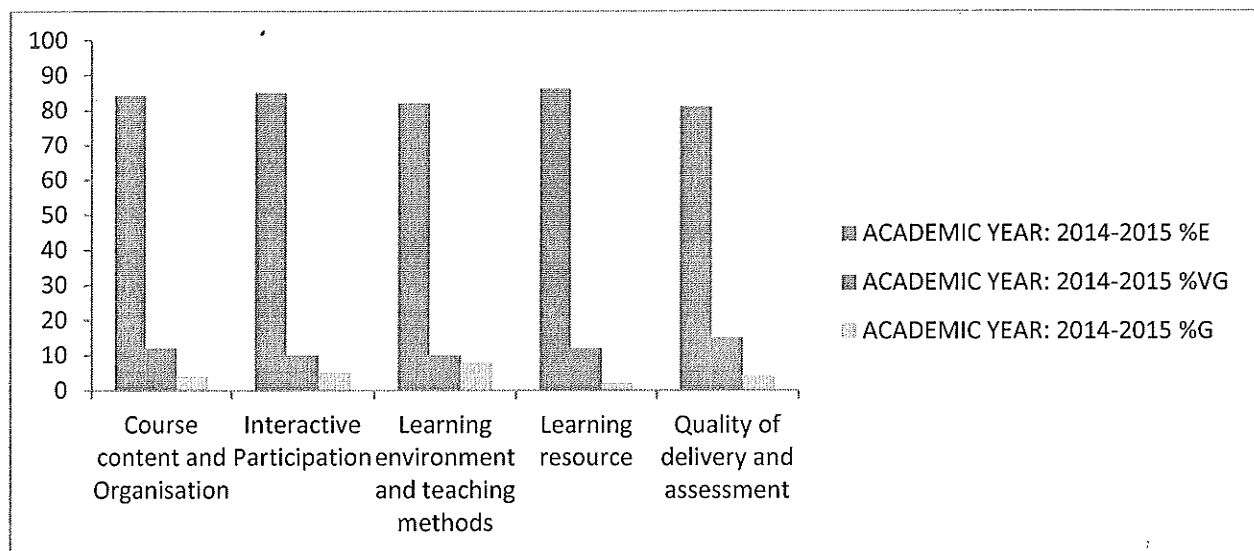 100
90
80
70
60
50
40
30
20
10
0
Course
content and
Organisation
Interactive
Participation
Learning
environment
and teaching
methods
Learning
resource
Quality of
delivery and
assessment
ACADEMIC YEAR: 2014-2015 %E
ACADEMIC YEAR: 2014-2015 %VG
ACADEMIC YEAR: 2014-2015 %G